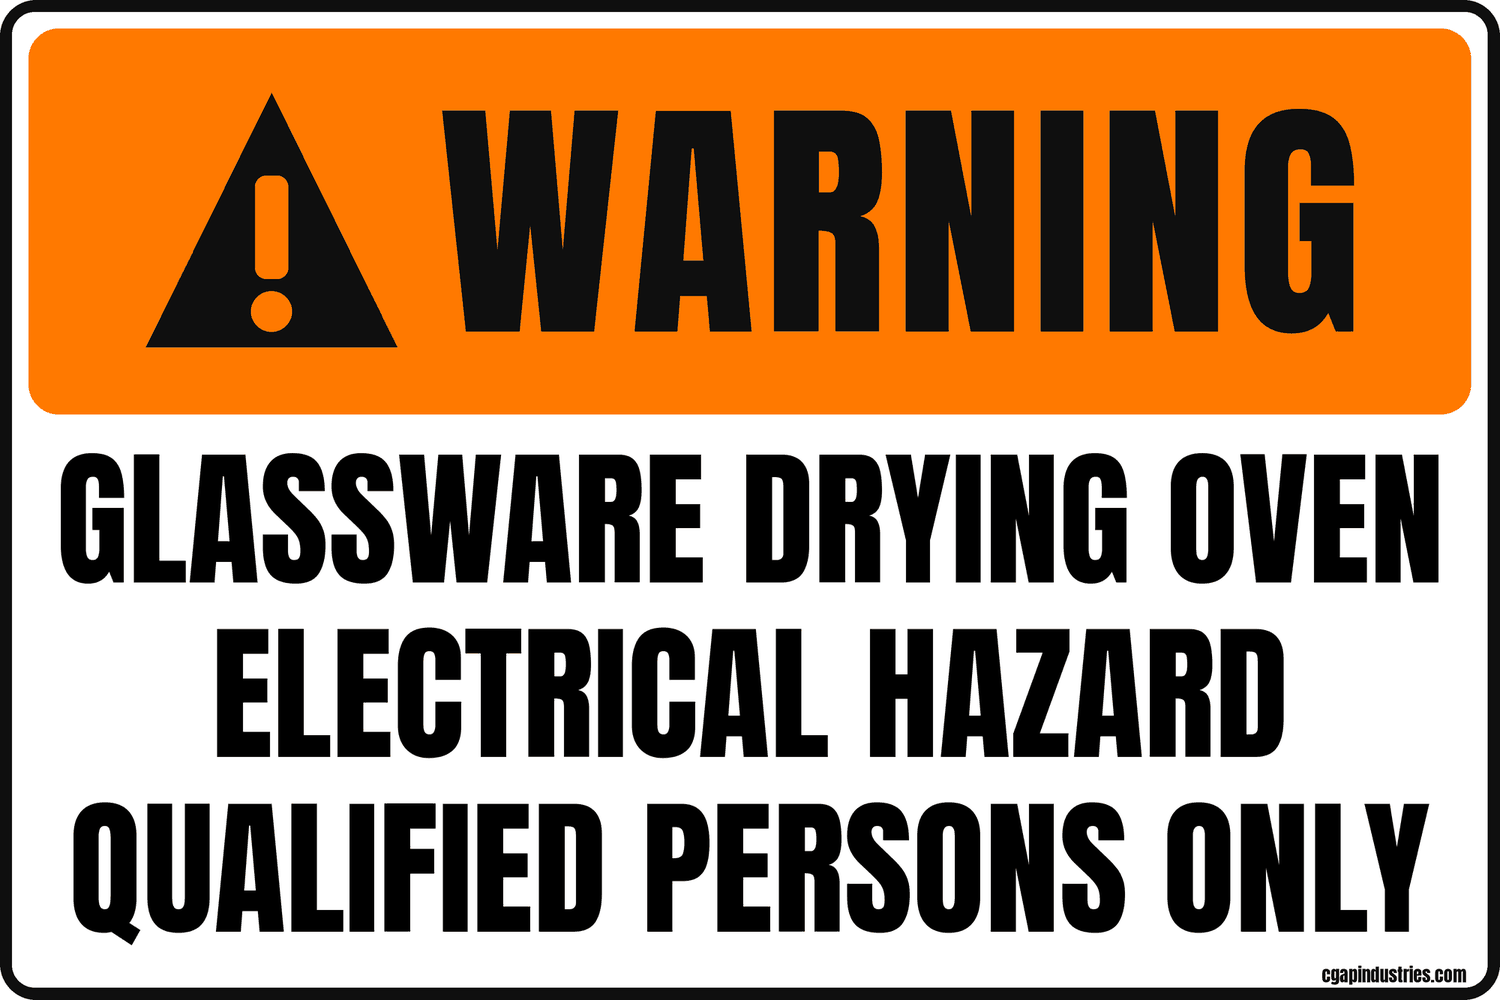 WARNING
GLASSWARE DRYING OVEN
ELECTRICAL HAZARD
QUALIFIED PERSONS ONLY
cgapindustries.com